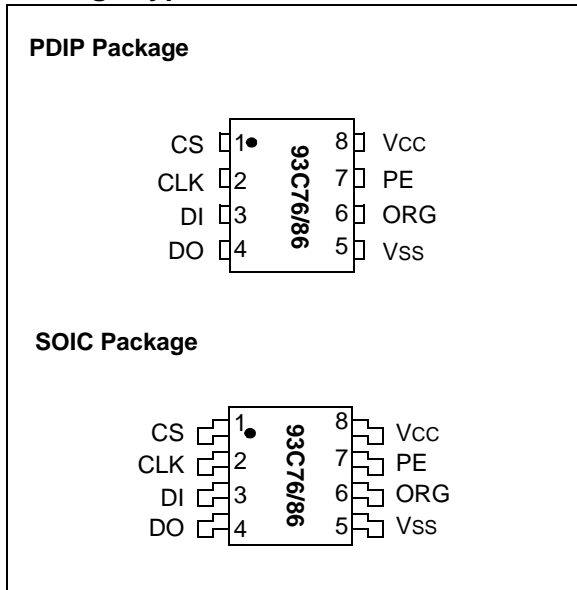 PDIP Package
CS 1 8 VCC
CLK 2 7 PE
DI 3 6 ORG
DO 4 5 VSS
93C76/86
SOIC Package
CS 1 8 VCC
CLK 2 7 PE
DI 3 6 ORG
DO 4 5 VSS
93C76/86